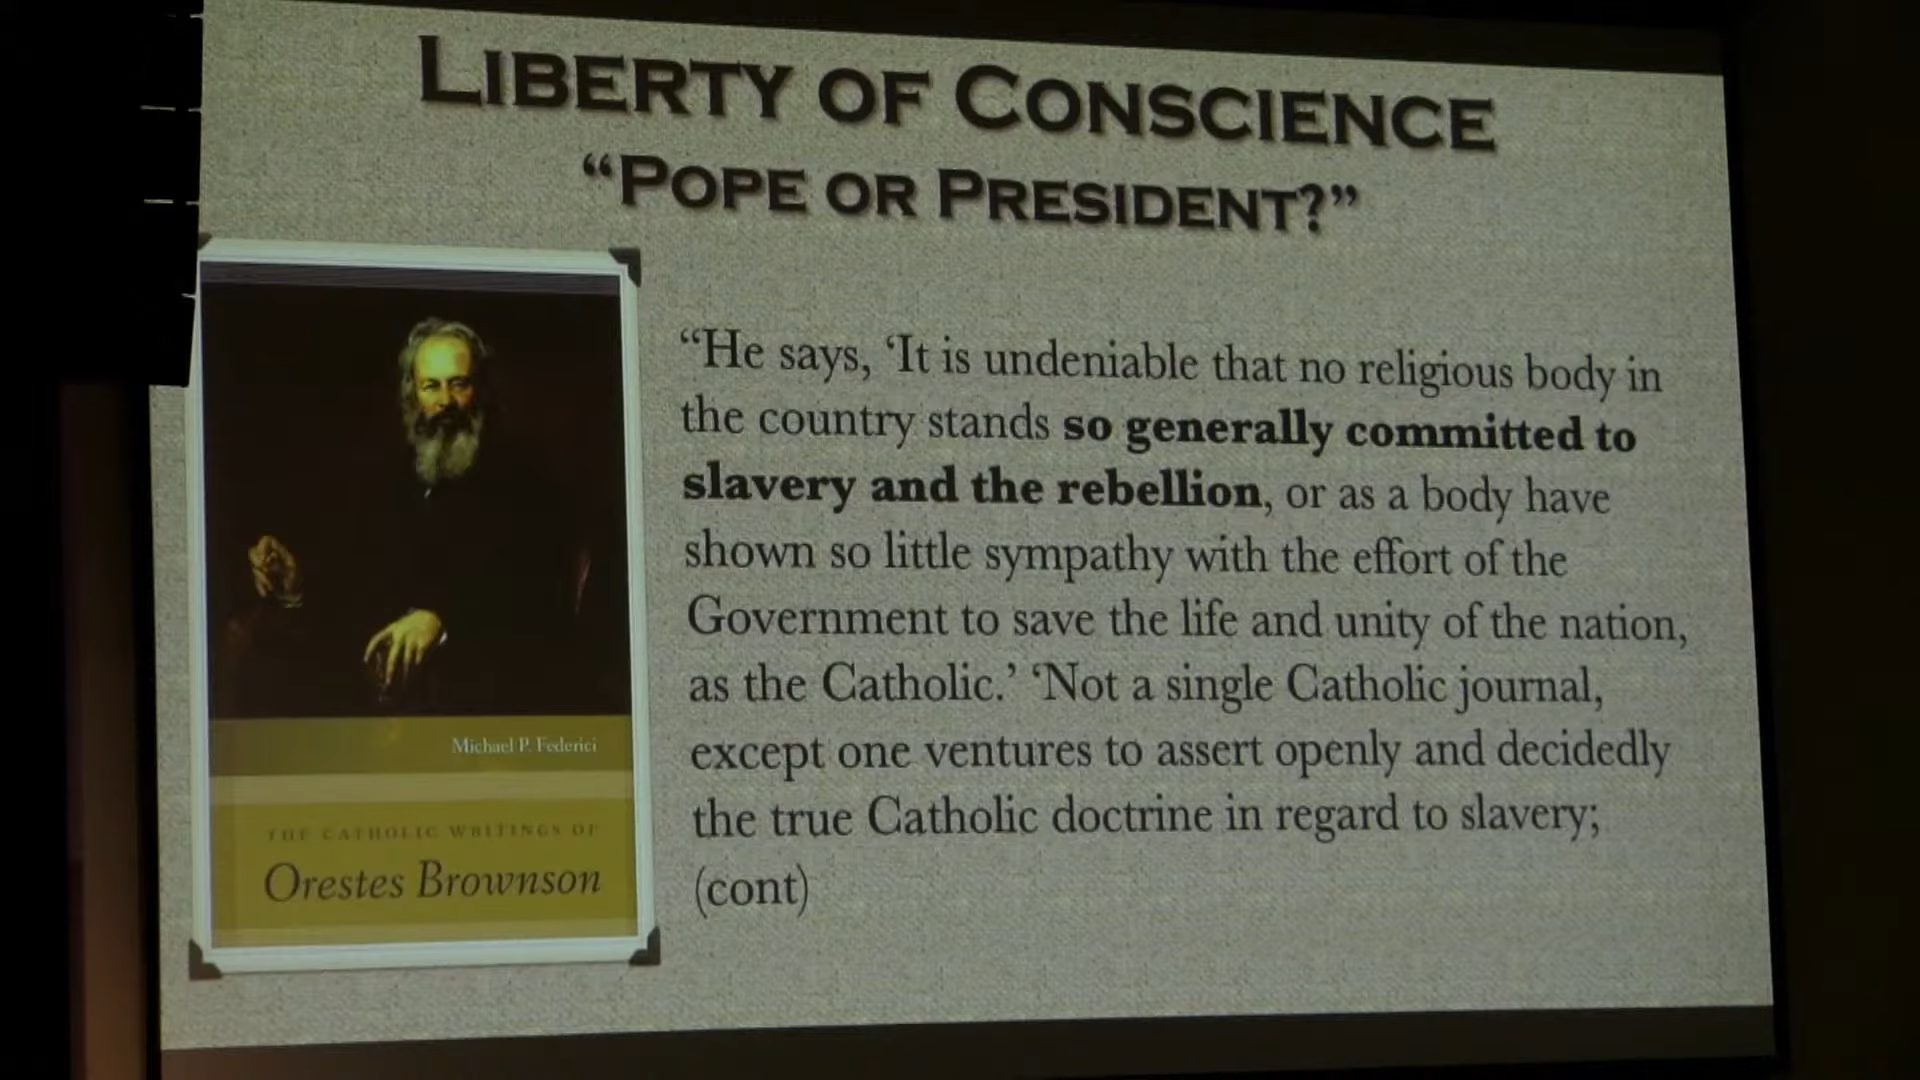 LIBERTY OF CONSCIENCE
“POPE OR PRESIDENT?”
“He says, ‘It is undeniable that no religious body in
the country stands so generally committed to
slavery and the rebellion, or as a body have
shown so little sympathy with the effort of the
Government to save the life and unity of the nation,
as the Catholic.’ ‘Not a single Catholic journal,
except one ventures to assert openly and decidedly
the true Catholic doctrine in regard to slavery;
(cont)
Michael P. Federici
THE CATHOLIC WRITINGS OF
Orestes Brownson